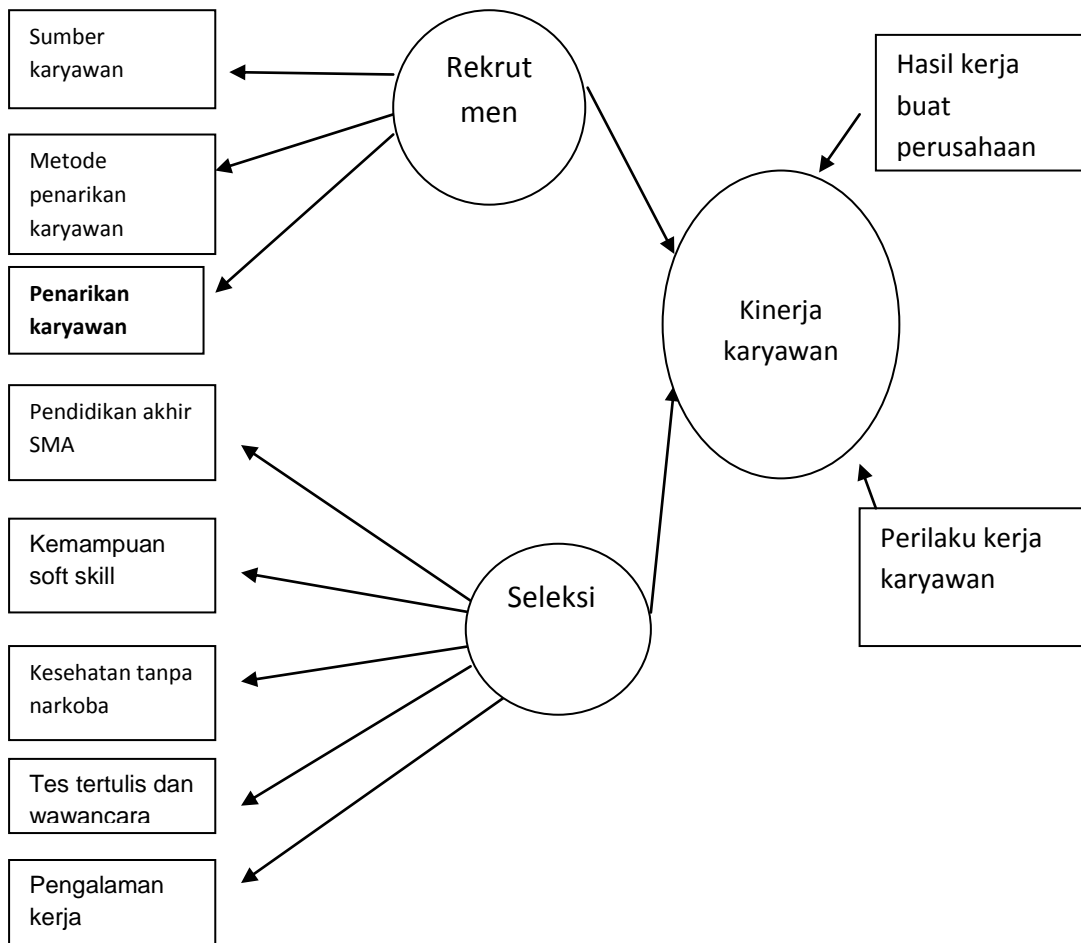 Sumber
karyawan
Metode
penarikan
karyawan
Penarikan
karyawan
Pendidikan akhir
SMA
Kemampuan
soft skill
Kesehatan tanpa
narkoba
Tes tertulis dan
wawancara
Pengalaman
kerja
Rekrut
men
Seleksi
Kinerja
karyawan
Hasil kerja
buat
perusahaan
Perilaku kerja
karyawan